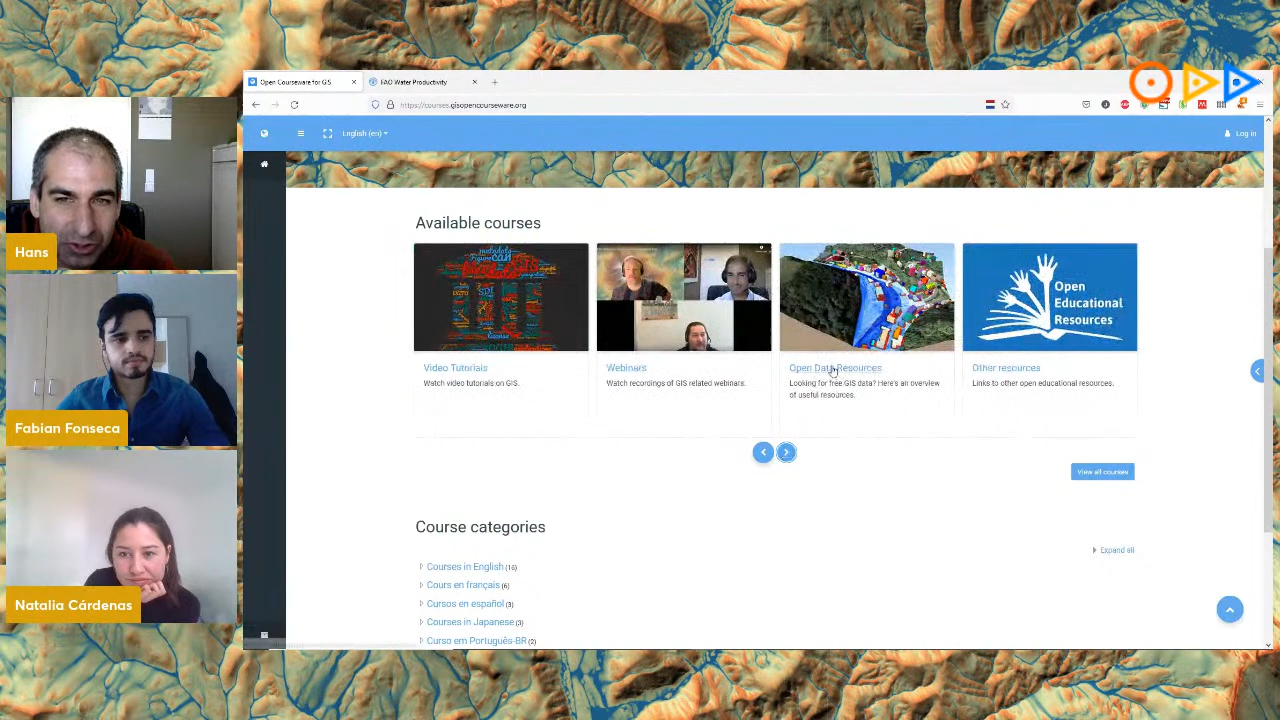 Open Courseware for GIS
FAO Water Productivity
https://courses.gisopencourseware.org
English (en)
Log in
Hans
Fabian Fonseca
Natalia Cárdenas
Available courses
metadata
can
Open
Educational
Resources
Video Tutorials
Watch video tutorials on GIS.
Webinars
Watch recordings of GIS related webinars.
Open Data Resources
Looking for free GIS data? Here's an overview
of useful resources.
Other resources
Links to other open educational resources.
View all courses
Course categories
Expand all
Courses in English (16)
Cours en français (6)
Cursos en español (3)
Courses in Japanese (3)
Curso em Português-BR (2)